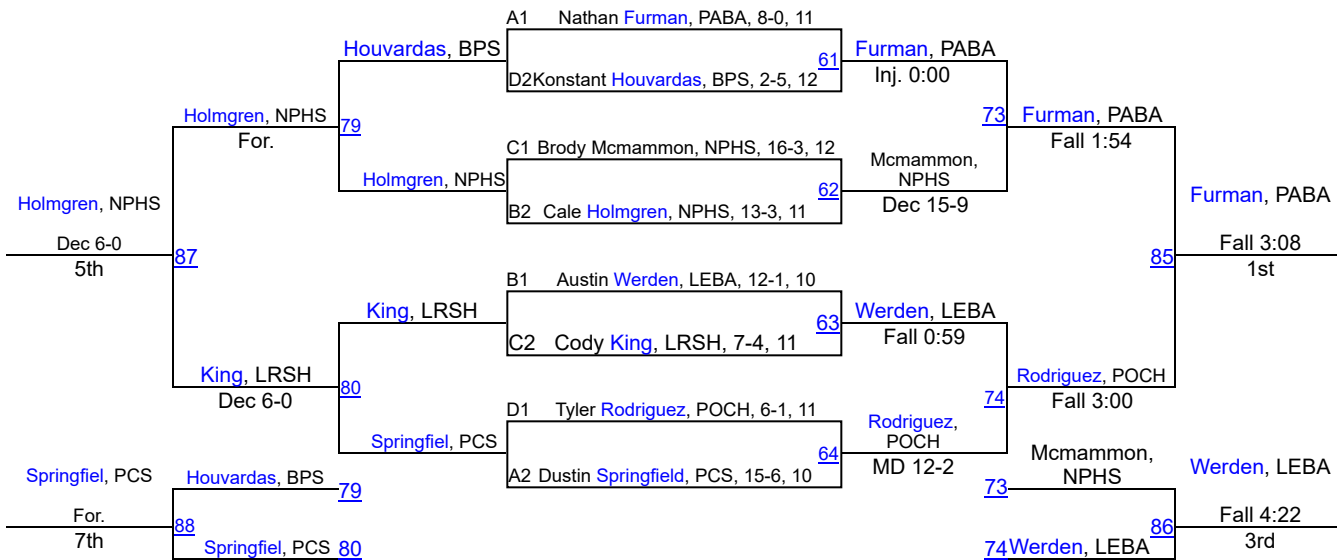 A1 Nathan Furman, PABA, 8-0, 11
Houvardas, BPS
61
Furman, PABA
Inj. 0:00
D2Konstant Houvardas, BPS, 2-5, 12
Holmgren, NPHS
For.
79
73
Furman, PABA
Fall 1:54
C1 Brody Mcmammon, NPHS, 16-3, 12
Holmgren, NPHS
62
Mcmammon,
NPHS
Dec 15-9
B2 Cale Holmgren, NPHS, 13-3, 11
Holmgren, NPHS
Dec 6-0
5th
87
85
Furman, PABA
Fall 3:08
1st
B1 Austin Werden, LEBA, 12-1, 10
King, LRSH
63
Werden, LEBA
Fall 0:59
C2 Cody King, LRSH, 7-4, 11
King, LRSH
Dec 6-0
80
74
Rodriguez, POCH
Fall 3:00
D1 Tyler Rodriguez, POCH, 6-1, 11
Springfiel, PCS
64
Rodriguez,
POCH
MD 12-2
A2 Dustin Springfield, PCS, 15-6, 10
Springfiel, PCS
For.
7th
88
Houvardas, BPS
79
Springfiel, PCS
80
73
Mcmammon,
NPHS
74
Werden, LEBA
86
Werden, LEBA
Fall 4:22
3rd